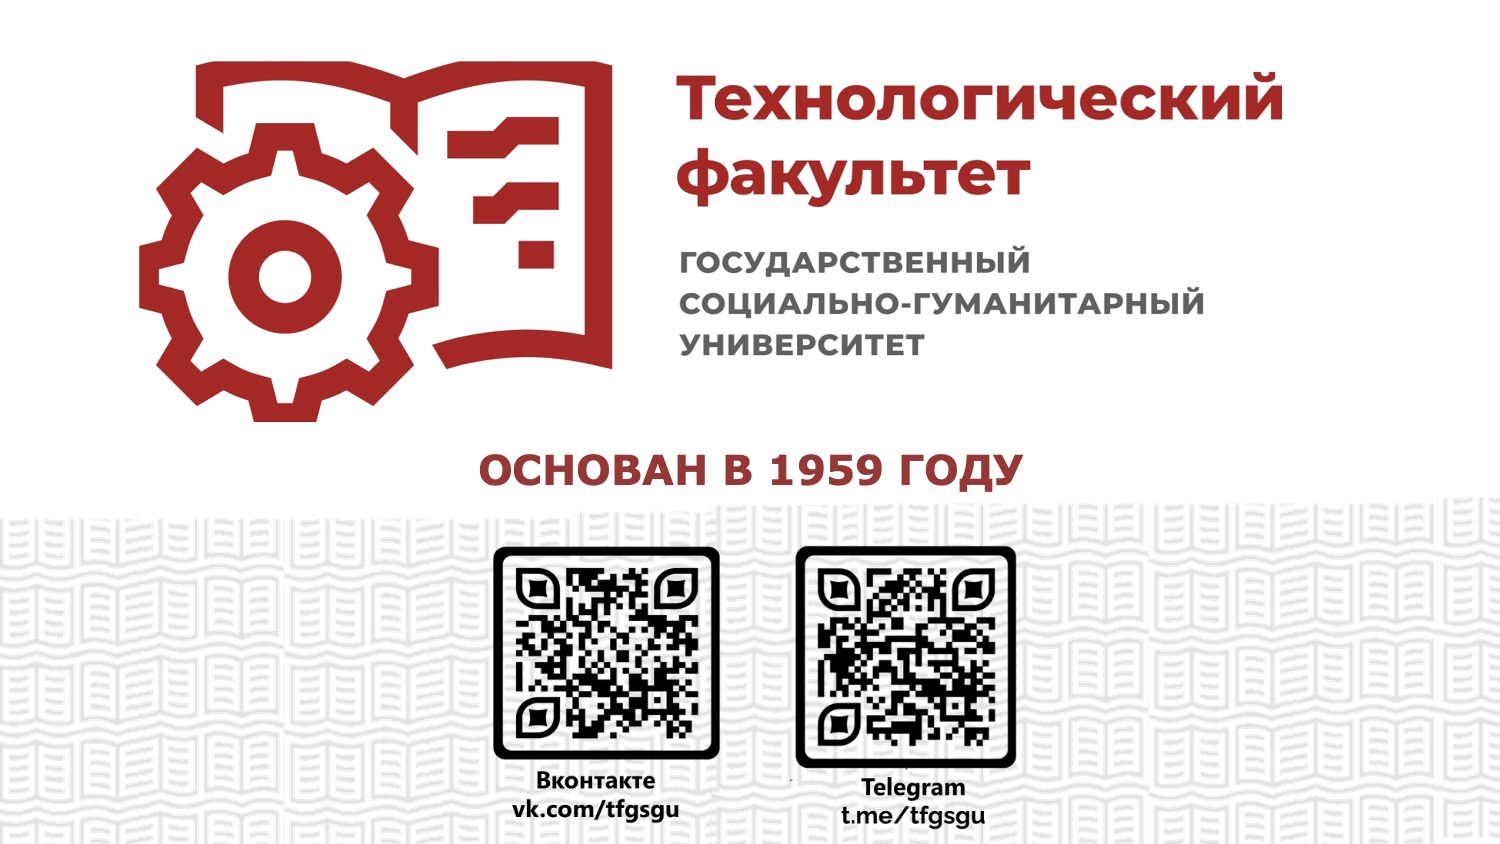 Технологический
факультет
ГОСУДАРСТВЕННЫЙ
СОЦИАЛЬНО-ГУМАНИТАРНЫЙ
УНИВЕРСИТЕТ
ОСНОВАН В 1959 ГОДУ
Вконтакте
vk.com/tfgsgu
Telegram
t.me/tfgsgu